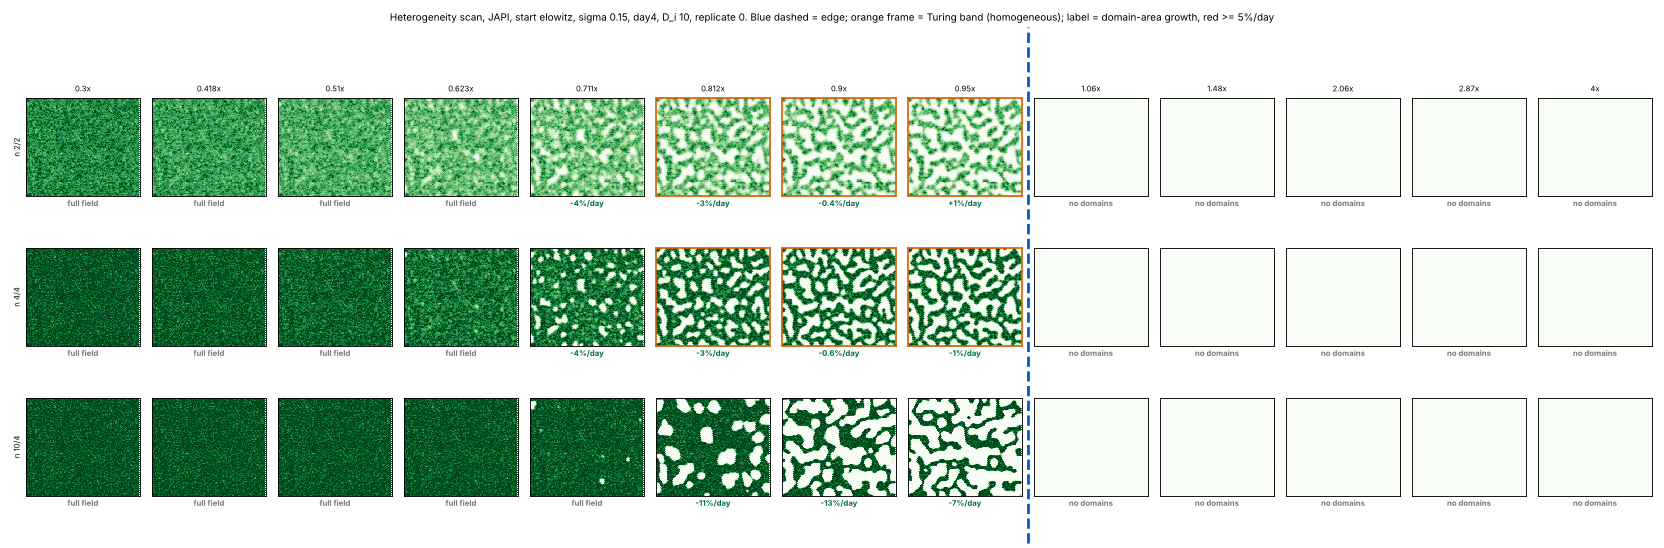 Heterogeneity scan, JAPI, start elowitz, sigma 0.15, day4, D_i 10, replicate 0. Blue dashed = edge; orange frame = Turing band (homogeneous); label = domain-area growth, red >= 5%/day
0.3x 0.418x 0.51x 0.623x 0.711x 0.812x 0.9x 0.95x 1.06x 1.48x 2.06x 2.87x 4x
n 2/2
full field full field full field full field -4%/day -3%/day -0.4%/day +1%/day no domains no domains no domains no domains no domains
n 4/4
full field full field full field full field -4%/day -3%/day -0.6%/day -1%/day no domains no domains no domains no domains no domains
n 10/4
full field full field full field full field full field -11%/day -13%/day -7%/day no domains no domains no domains no domains no domains